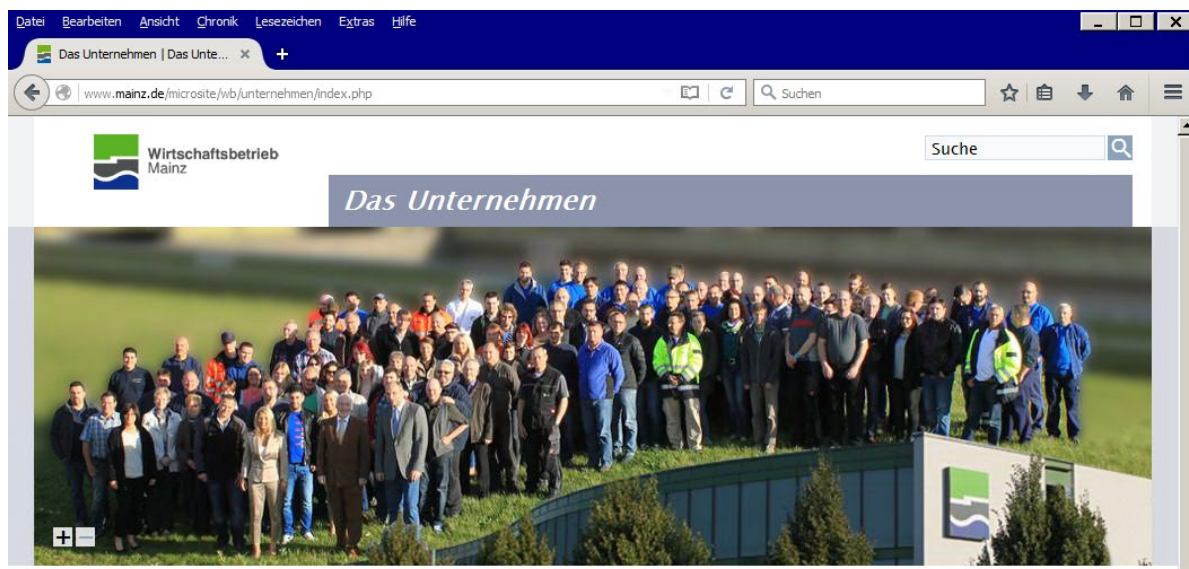 Datei Bearbeiten Ansicht Chronik Lesezeichen Extras Hilfe
Das Unternehmen | Das Unte...
www.mainz.de/microsite/wb/unternehmen/index.php
Suchen
Wirtschaftsbetrieb
Mainz
Suche
Das Unternehmen